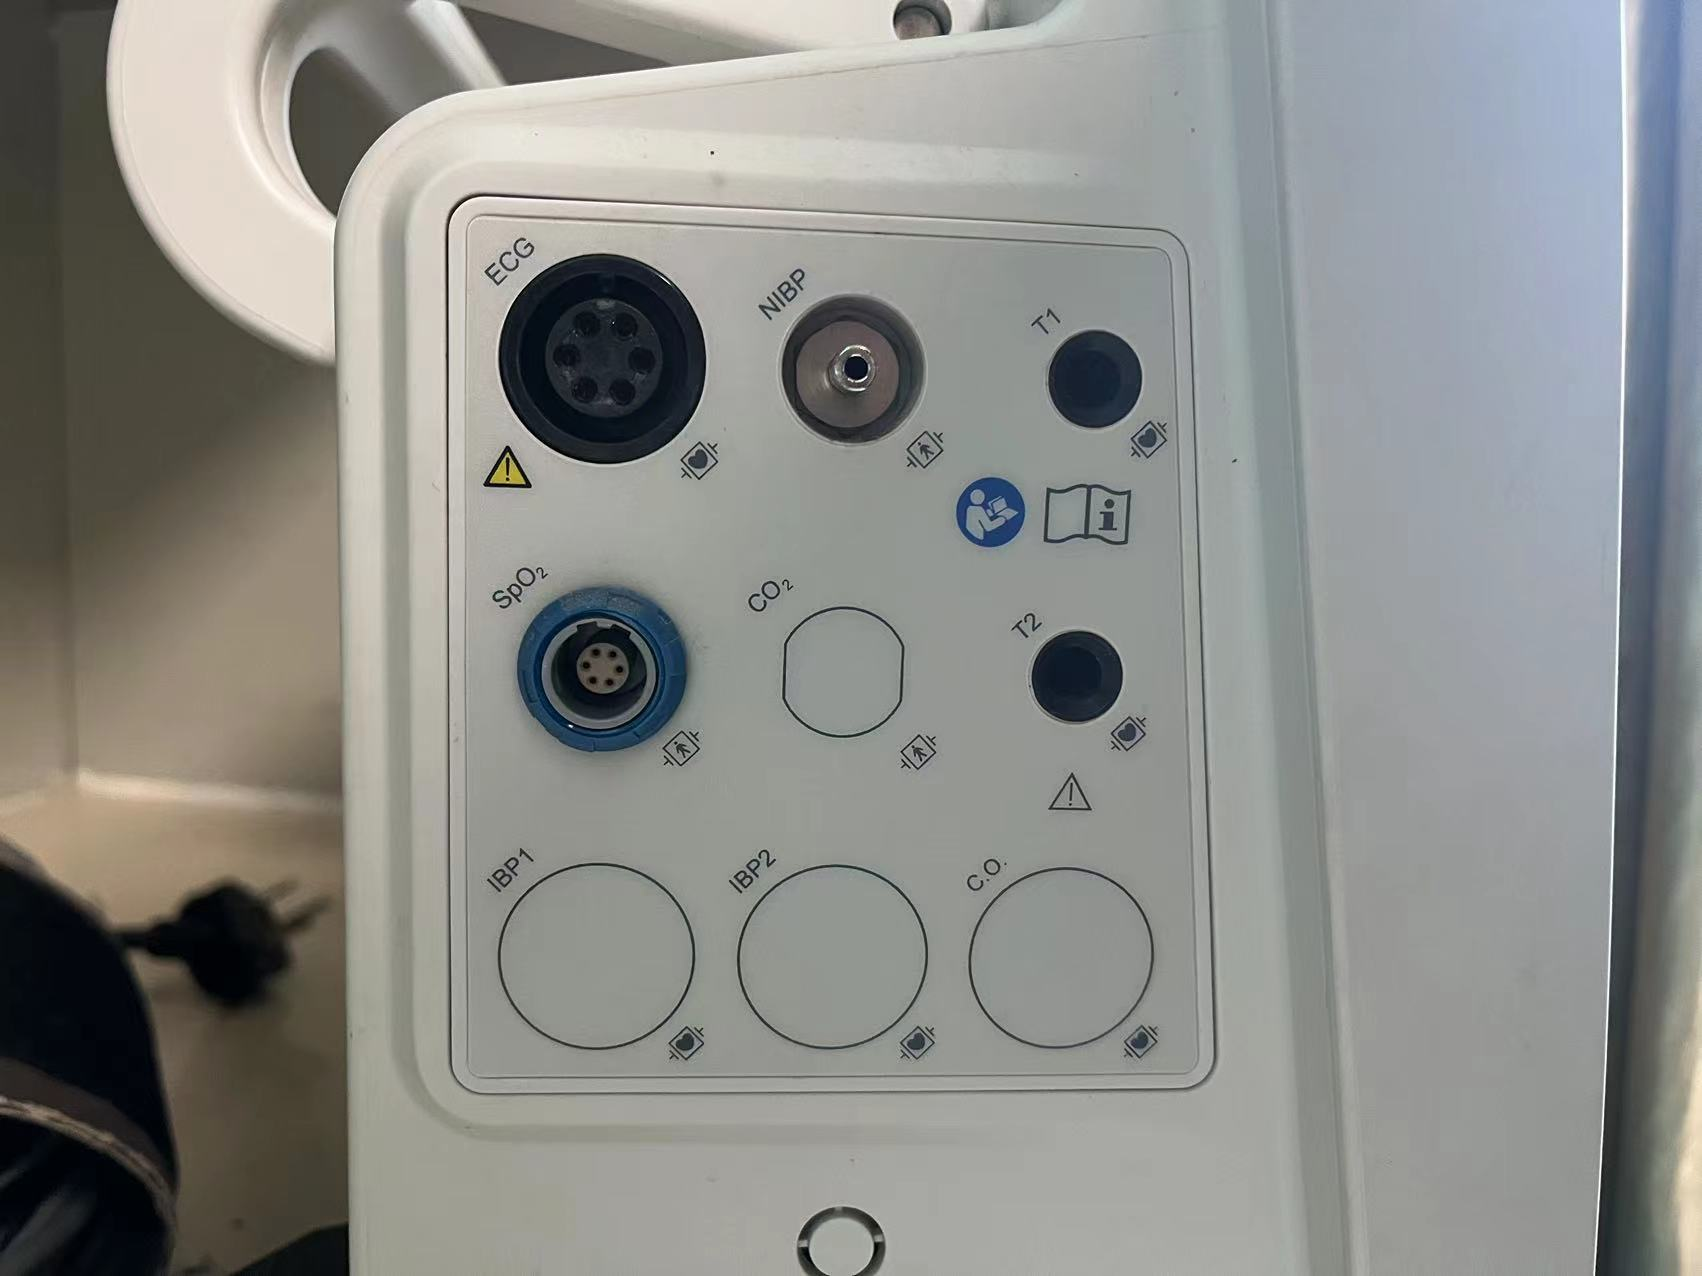 ECG
NIBP
T1
SpO₂
CO₂
T2
IBP1
IBP2
C.O.